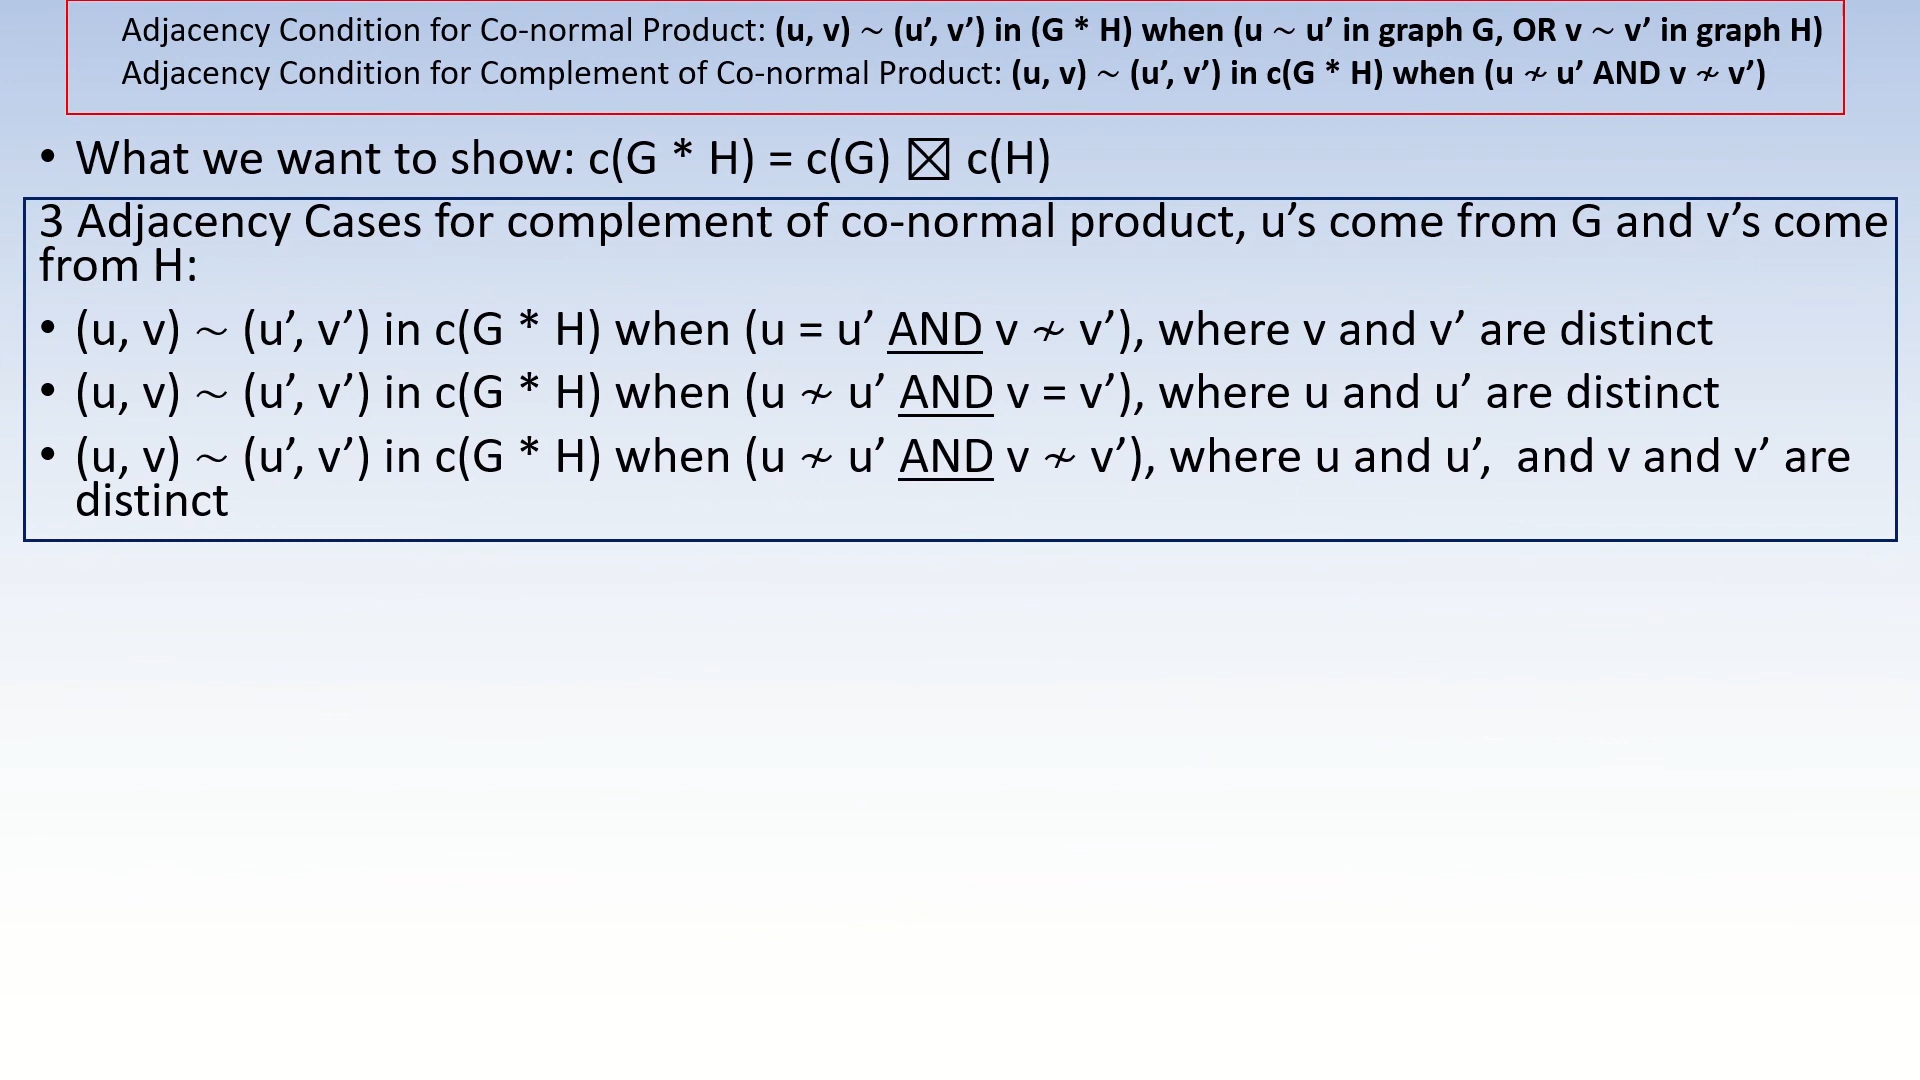 Adjacency Condition for Co-normal Product: (u, v) ~ (u’, v’) in (G * H) when (u ~ u’ in graph G, OR v ~ v’ in graph H)
Adjacency Condition for Complement of Co-normal Product: (u, v) ~ (u’, v’) in c(G * H) when (u ≁ u’ AND v ≁ v’)
• What we want to show: c(G * H) = c(G) ⊠ c(H)
3 Adjacency Cases for complement of co-normal product, u’s come from G and v’s come
from H:
• (u, v) ~ (u’, v’) in c(G * H) when (u = u’ AND v ≁ v’), where v and v’ are distinct
• (u, v) ~ (u’, v’) in c(G * H) when (u ≁ u’ AND v = v’), where u and u’ are distinct
• (u, v) ~ (u’, v’) in c(G * H) when (u ≁ u’ AND v ≁ v’), where u and u’,  and v and v’ are
distinct